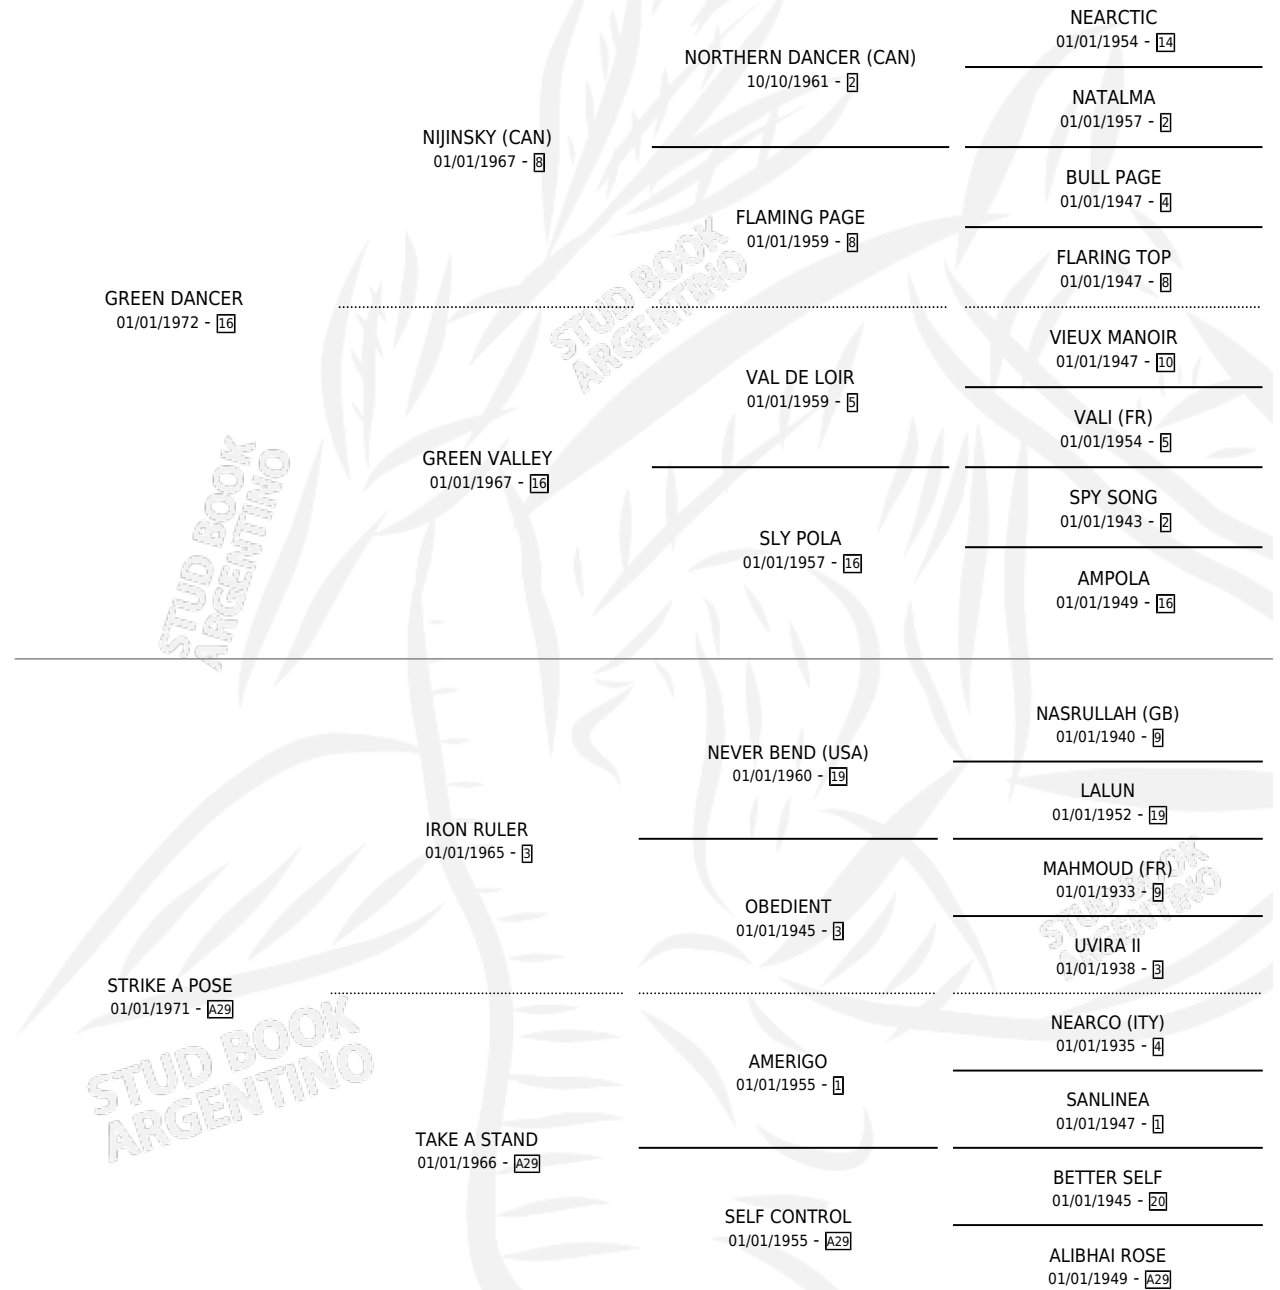 NEARCTIC
01/01/1954 - 14
NORTHERN DANCER (CAN)
10/10/1961 - 2
NATALMA
01/01/1957 - 2
NIJINSKY (CAN)
01/01/1967 - 8
BULL PAGE
01/01/1947 - 4
FLAMING PAGE
01/01/1959 - 8
FLARING TOP
01/01/1947 - 8
GREEN DANCER
01/01/1972 - 16
STUD BOOK
ARGENTINO
VIEUX MANOIR
01/01/1947 - 10
VAL DE LOIR
01/01/1959 - 5
VALI (FR)
01/01/1954 - 5
GREEN VALLEY
01/01/1967 - 16
SPY SONG
01/01/1943 - 2
SLY POLA
01/01/1957 - 16
AMPOLA
01/01/1949 - 16
STUD BOOK
ARGENTINO
NASRULLAH (GB)
01/01/1940 - 9
NEVER BEND (USA)
01/01/1960 - 19
LALUN
01/01/1952 - 19
IRON RULER
01/01/1965 - 3
MAHMOUD (FR)
01/01/1933 - 9
OBEDIENT
01/01/1945 - 3
STUD BOOK
ARGENTINO
UVIRA II
01/01/1938 - 3
STRIKE A POSE
01/01/1971 - A29
STUD BOOK
ARGENTINO
NEARCO (ITY)
01/01/1935 - 4
AMERIGO
01/01/1955 - 1
SANLINEA
01/01/1947 - 1
TAKE A STAND
01/01/1966 - A29
BETTER SELF
01/01/1945 - 20
SELF CONTROL
01/01/1955 - A29
ALIBHAI ROSE
01/01/1949 - A29